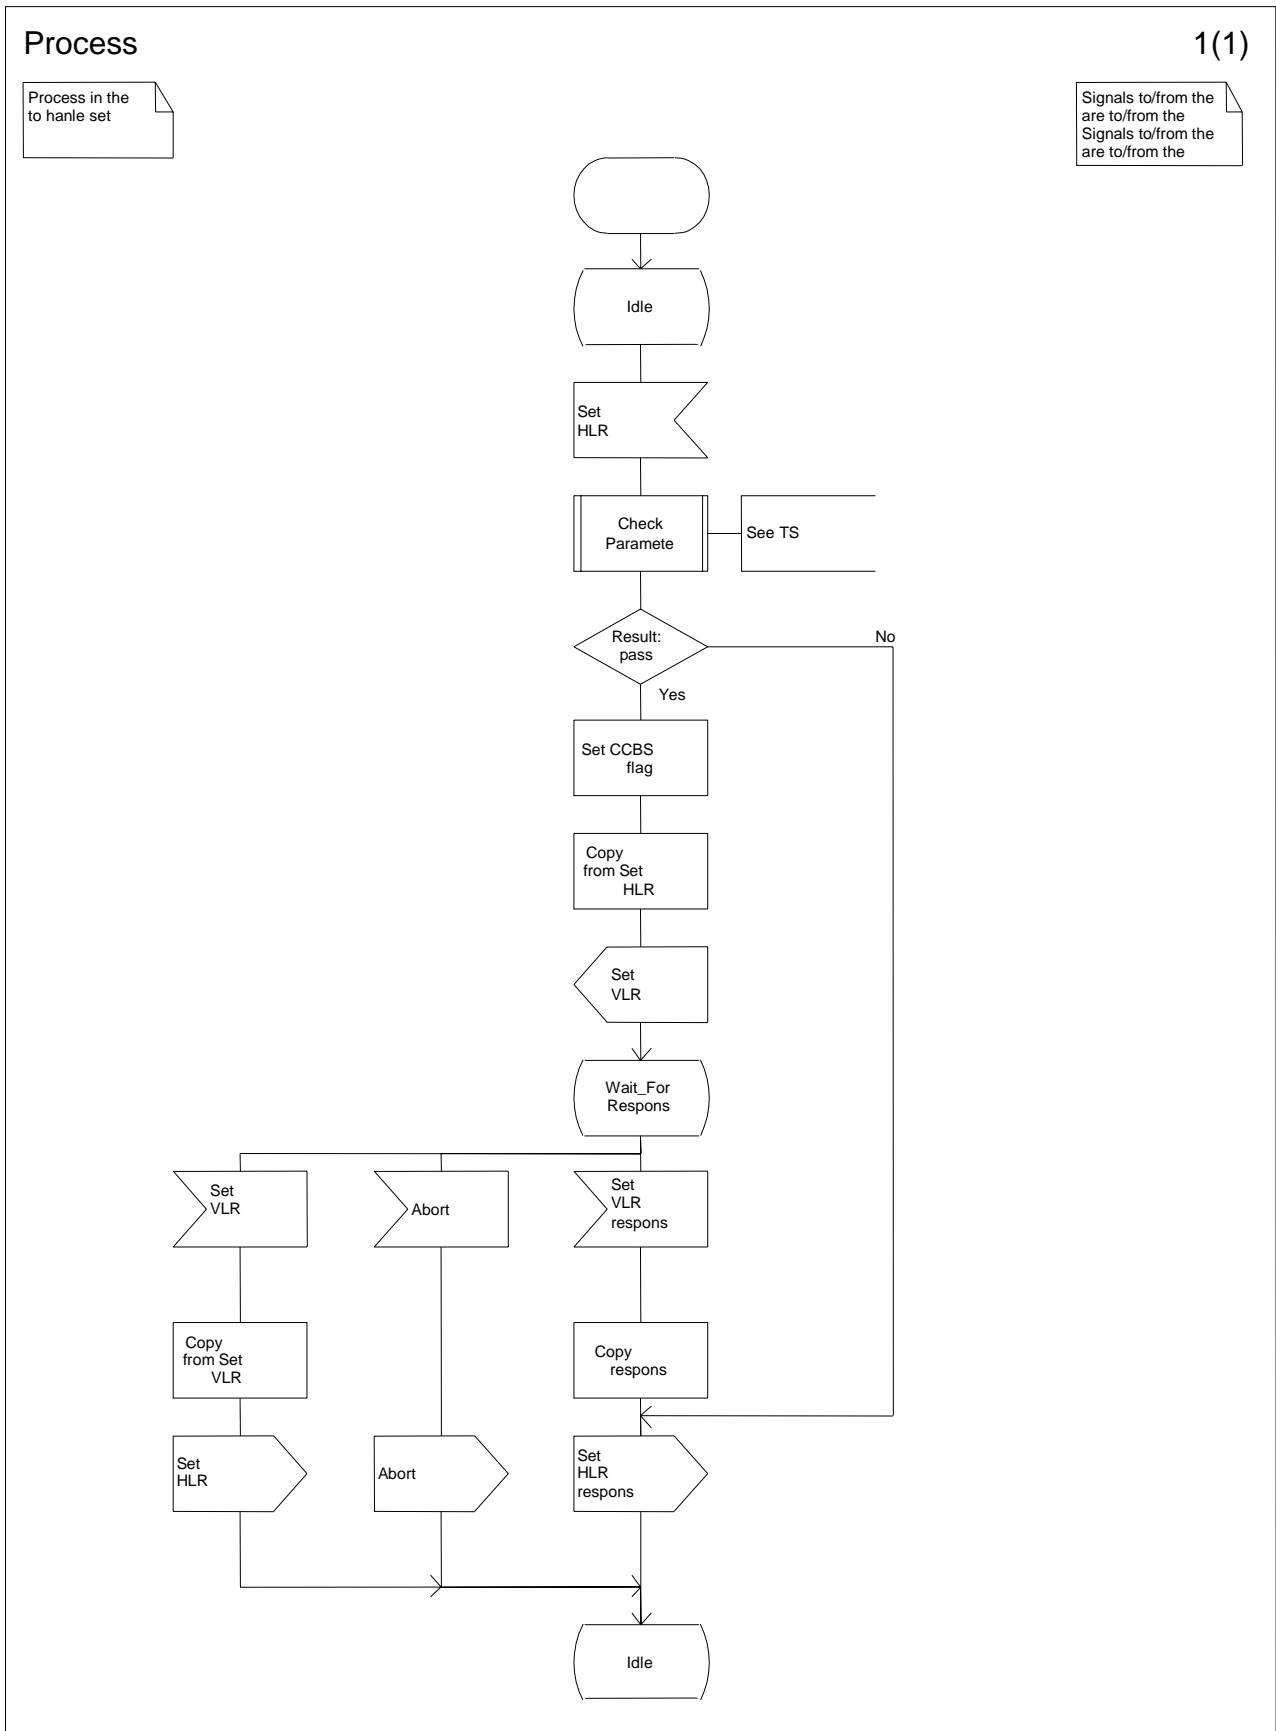 Process
1(1)
Process in the
to hanle set
Signals to/from the
are to/from the
Signals to/from the
are to/from the
Idle
Set
HLR
Check
Paramete
See TS
Result:
pass
No
Yes
Set CCBS
flag
Copy
from Set
HLR
Set
VLR
Wait_For
Respons
Set
VLR
Abort
Set
VLR
respons
Copy
from Set
VLR
Copy
respons
Set
HLR
Abort
Set
HLR
respons
Idle